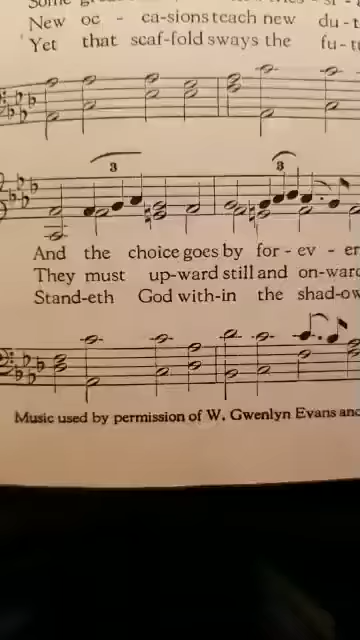 New oc - ca-sions teach new du - t
Yet that scaf-fold sways the fu - tu
3 3
And the choice goes by for - ev - er
They must up-ward still and on-ward
Stand-eth God with-in the shad-ow
Music used by permission of W. Gwenlyn Evans and